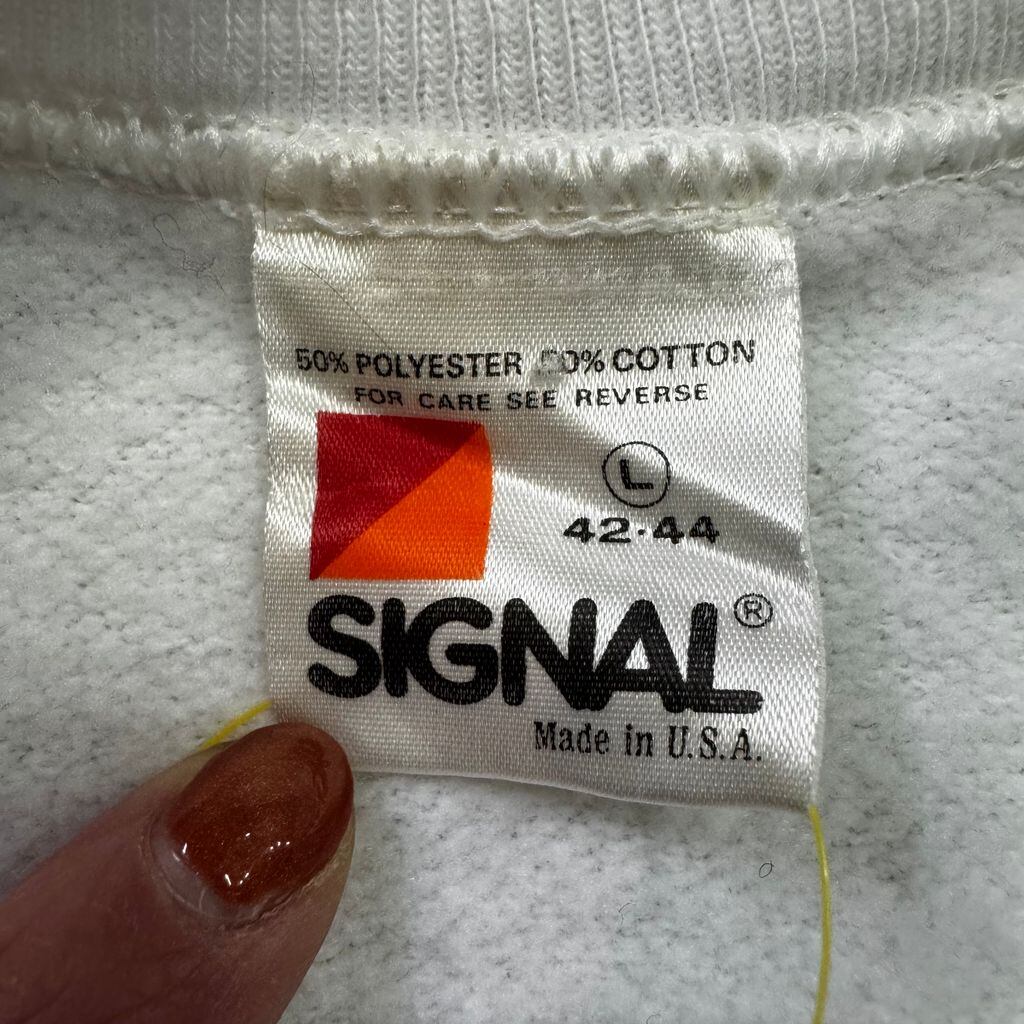 50% POLYESTER 50% COTTON
FOR CARE SEE REVERSE
L
42·44
SIGNAL®
Made in U.S.A.